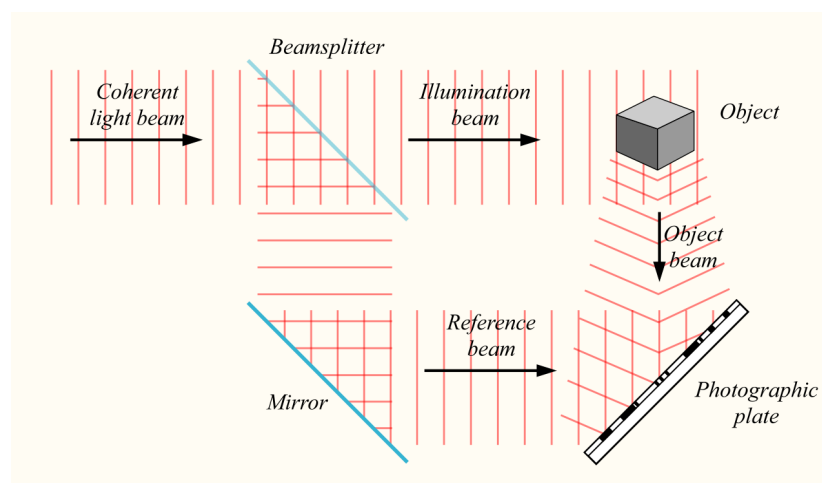 Beamsplitter
Coherent
light beam
Illumination
beam
Object
Object
beam
Reference
beam
Mirror
Photographic
plate